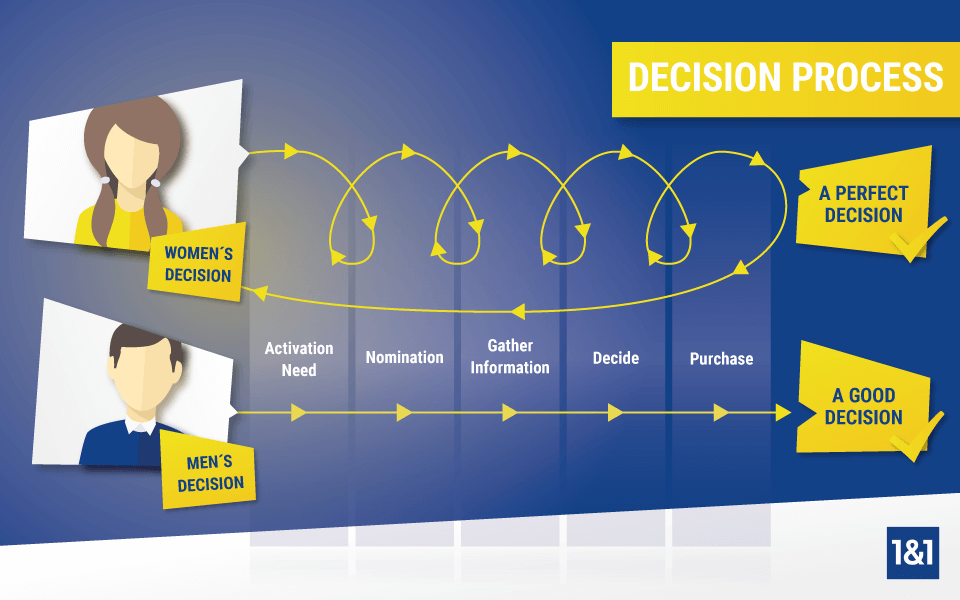 DECISION PROCESS
WOMEN´S
DECISION
A PERFECT
DECISION
Activation
Need
Nomination
Gather
Information
Decide
Purchase
MEN´S
DECISION
A GOOD
DECISION
1&1